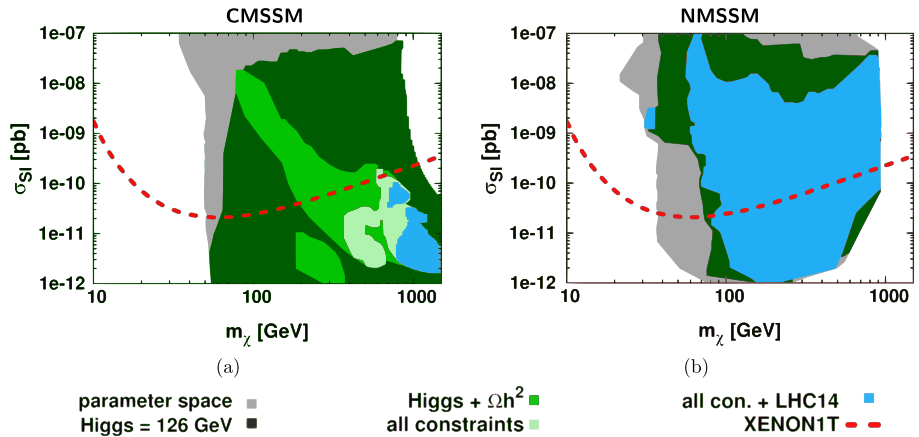 CMSSM
NMSSM
1e-07
1e-08
1e-09
1e-10
1e-11
1e-12
σSI [pb]
10
100
1000
mχ [GeV]
(a)
1e-07
1e-08
1e-09
1e-10
1e-11
1e-12
σSI [pb]
10
100
1000
mχ [GeV]
(b)
parameter space
Higgs = 126 GeV
Higgs + Ωh²
all constraints
all con. + LHC14
XENON1T